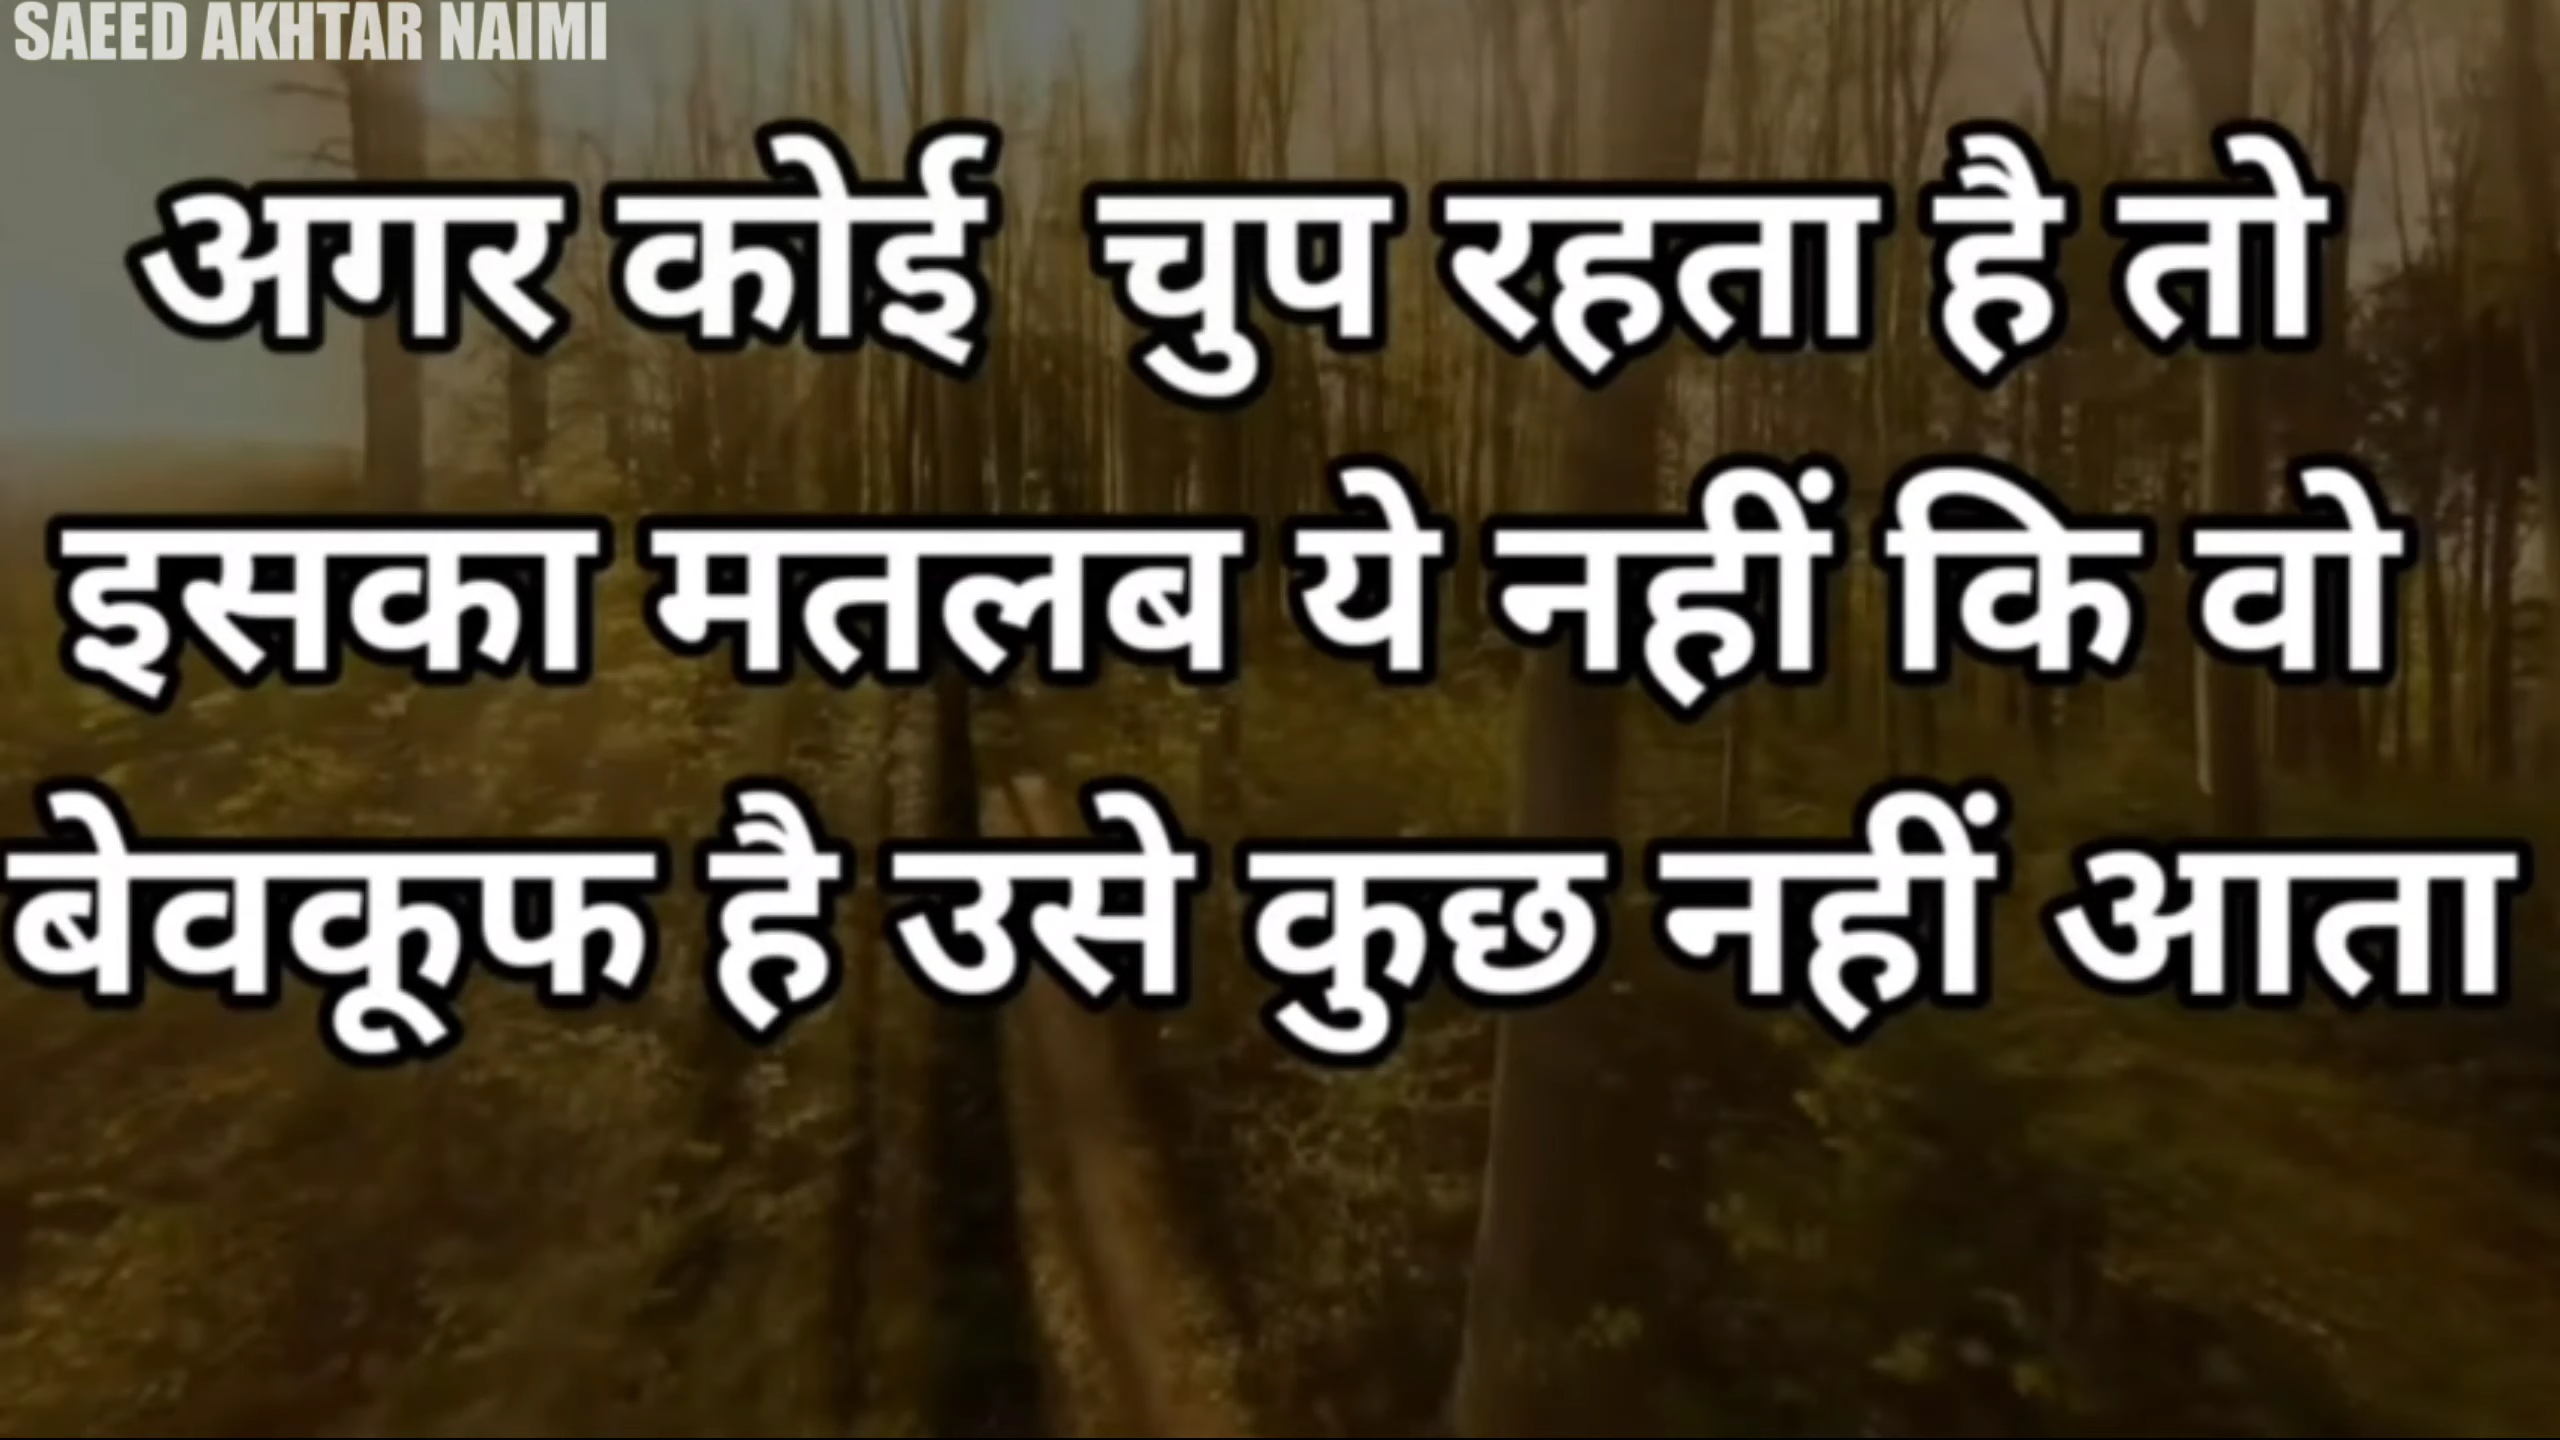 SAEED AKHTAR NAIMI
अगर कोई चुप रहता है तो
इसका मतलब ये नहीं कि वो
बेवकूफ है उसे कुछ नहीं आता